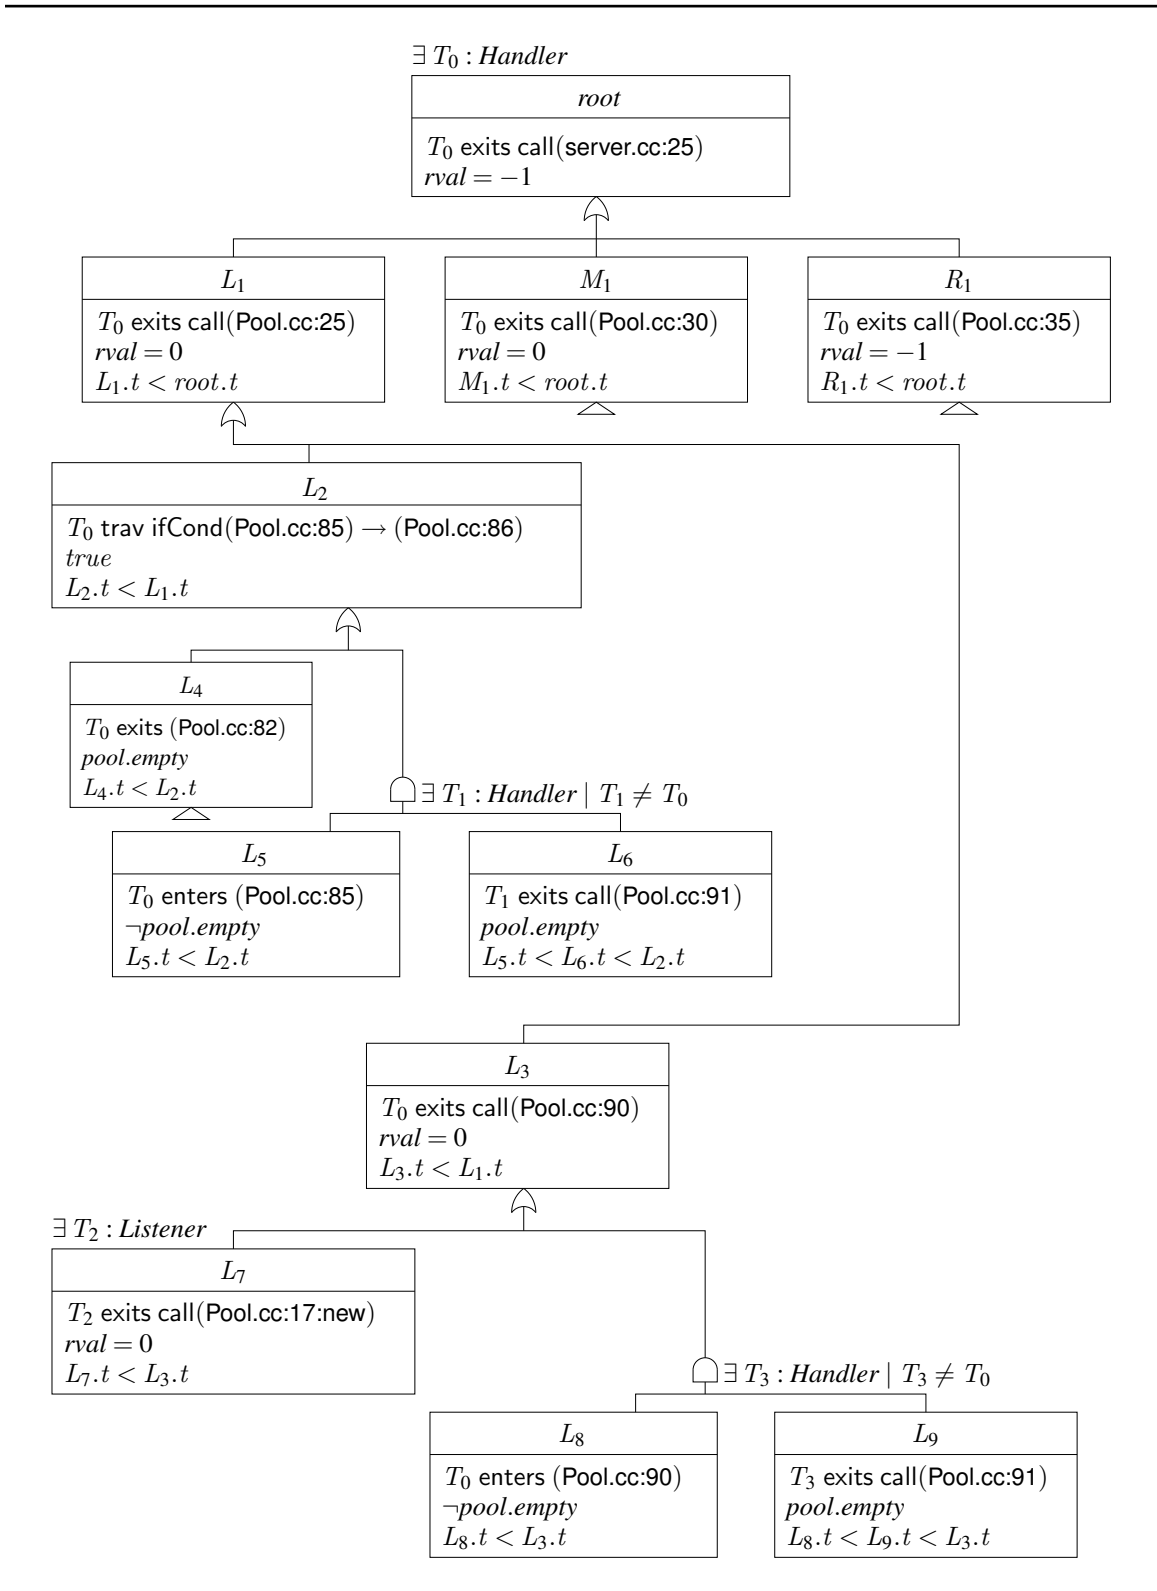 ∃ T₀ : Handler
root
T₀ exits call(server.cc:25)
rval = −1
L₁
T₀ exits call(Pool.cc:25)
rval = 0
L₁.t < root.t
M₁
T₀ exits call(Pool.cc:30)
rval = 0
M₁.t < root.t
R₁
T₀ exits call(Pool.cc:35)
rval = −1
R₁.t < root.t
L₂
T₀ trav ifCond(Pool.cc:85) → (Pool.cc:86)
true
L₂.t < L₁.t
L₄
T₀ exits (Pool.cc:82)
pool.empty
L₄.t < L₂.t
∃ T₁ : Handler | T₁ ≠ T₀
L₅
T₀ enters (Pool.cc:85)
¬pool.empty
L₅.t < L₂.t
L₆
T₁ exits call(Pool.cc:91)
pool.empty
L₅.t < L₆.t < L₂.t
L₃
T₀ exits call(Pool.cc:90)
rval = 0
L₃.t < L₁.t
∃ T₂ : Listener
L₇
T₂ exits call(Pool.cc:17:new)
rval = 0
L₇.t < L₃.t
∃ T₃ : Handler | T₃ ≠ T₀
L₈
T₀ enters (Pool.cc:90)
¬pool.empty
L₈.t < L₃.t
L₉
T₃ exits call(Pool.cc:91)
pool.empty
L₈.t < L₉.t < L₃.t